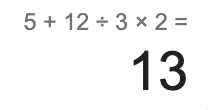 5 + 12 ÷ 3 × 2 =
13